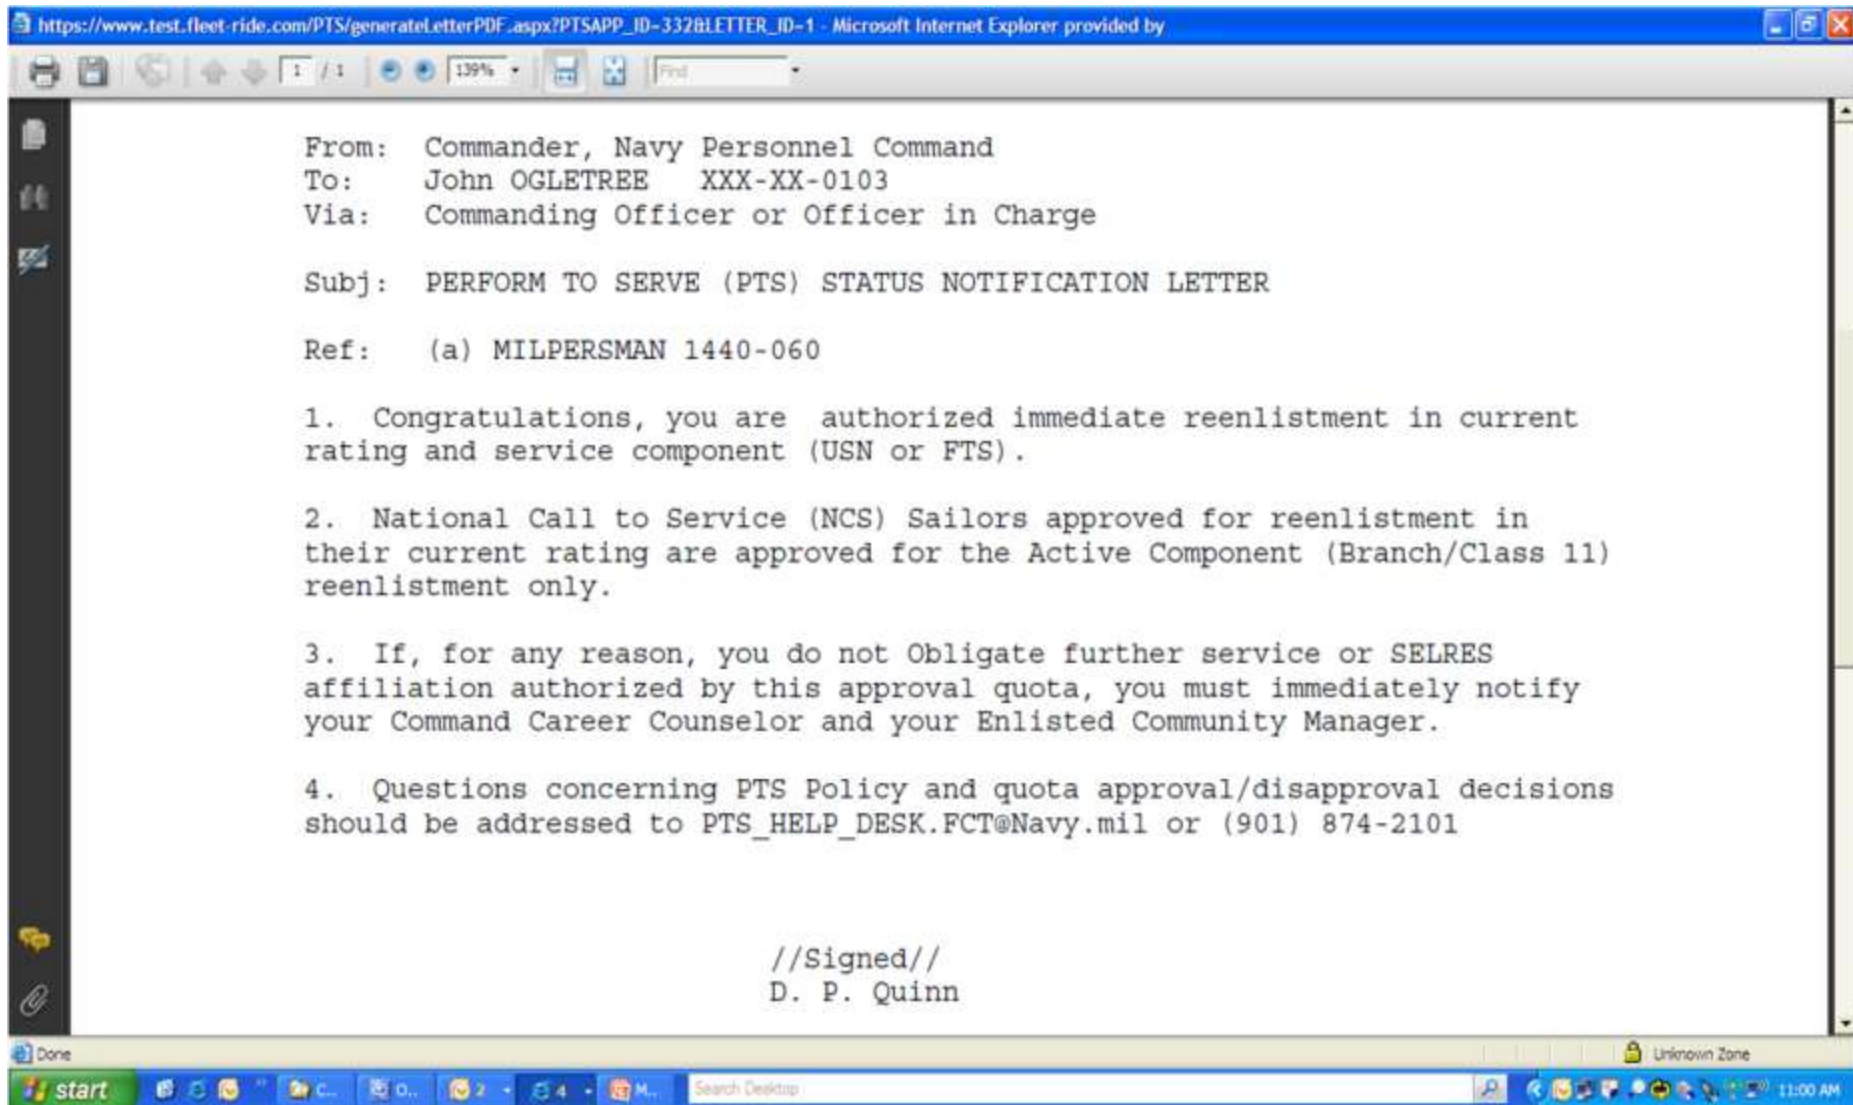 https://www.test.fleet-ride.com/PTS/generateLetterPDF.aspx?PTSAPP_ID=332&LETTER_ID=1 - Microsoft Internet Explorer provided by
1 / 1 139% Find
From: Commander, Navy Personnel Command
To: John OGLETREE XXX-XX-0103
Via: Commanding Officer or Officer in Charge
Subj: PERFORM TO SERVE (PTS) STATUS NOTIFICATION LETTER
Ref: (a) MILPERSMAN 1440-060
1. Congratulations, you are authorized immediate reenlistment in current
rating and service component (USN or FTS).
2. National Call to Service (NCS) Sailors approved for reenlistment in
their current rating are approved for the Active Component (Branch/Class 11)
reenlistment only.
3. If, for any reason, you do not Obligate further service or SELRES
affiliation authorized by this approval quota, you must immediately notify
your Command Career Counselor and your Enlisted Community Manager.
4. Questions concerning PTS Policy and quota approval/disapproval decisions
should be addressed to PTS_HELP_DESK.FCT@Navy.mil or (901) 874-2101
//Signed//
D. P. Quinn
Done Unknown Zone
start C... O... 2 4 M... Search Desktop 11:00 AM